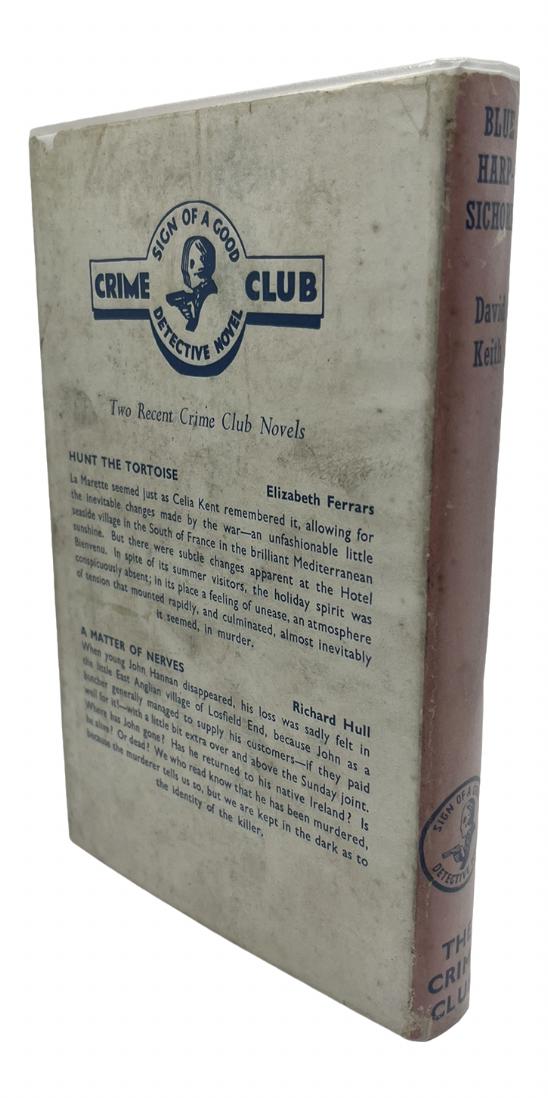 SIGN OF A GOOD
CRIME CLUB
DETECTIVE NOVEL
Two Recent Crime Club Novels
HUNT THE TORTOISE
Elizabeth Ferrars
La Marette seemed just as Celia Kent remembered it, allowing for
the inevitable changes made by the war—an unfashionable little
seaside village in the South of France in the brilliant Mediterranean
sunshine. But there were subtle changes apparent at the Hotel
Bienvenu. In spite of its summer visitors, the holiday spirit was
conspicuously absent; in its place a feeling of unease, an atmosphere
of tension that mounted rapidly, and culminated, almost inevitably
it seemed, in murder.
A MATTER OF NERVES
Richard Hull
When young John Hannan disappeared, his loss was sadly felt in
the little East Anglian village of Losfield End, because John as a
butcher generally managed to supply his customers—if they paid
well for it!—with a little bit extra over and above the Sunday joint.
Where has John gone? Has he returned to his native Ireland? Is
he alive? Or dead? We who read know that he has been murdered,
because the murderer tells us so, but we are kept in the dark as to
the identity of the killer.
BLUE
HARP-
SICHORD
David
Keith
SIGN OF A
DETECTIVE
THE
CRIME
CLUB